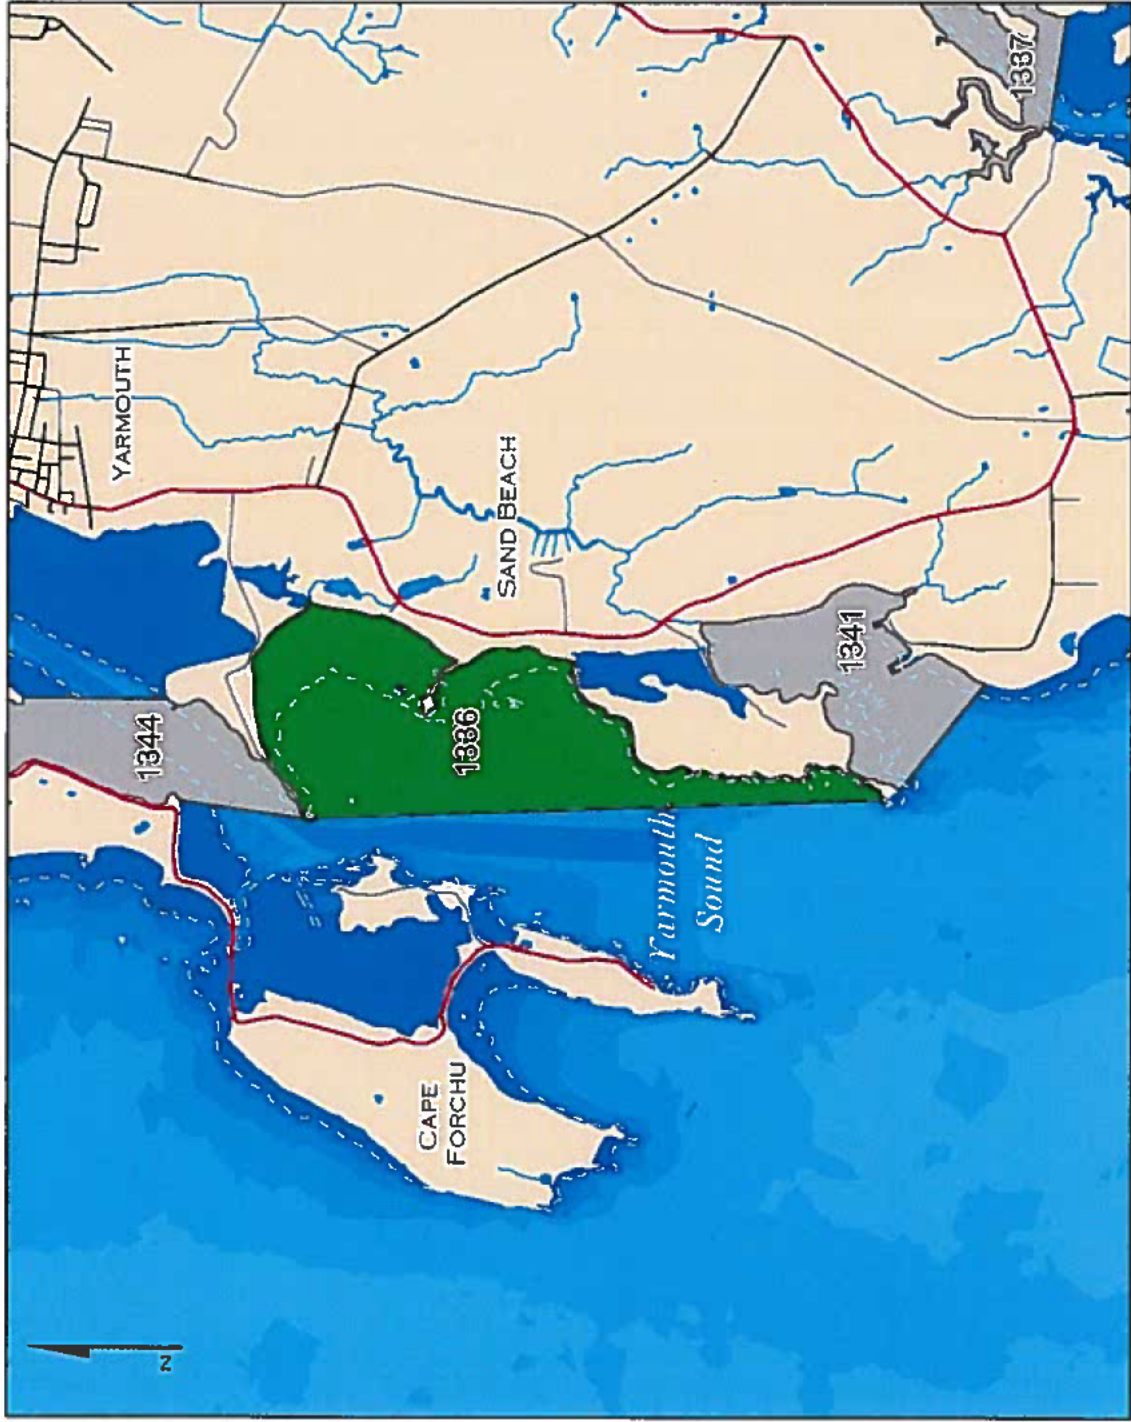 N
CAPE
FORCHU
Yarmouth
Sound
1344
1336
1341
YARMOUTH
SAND BEACH
1337